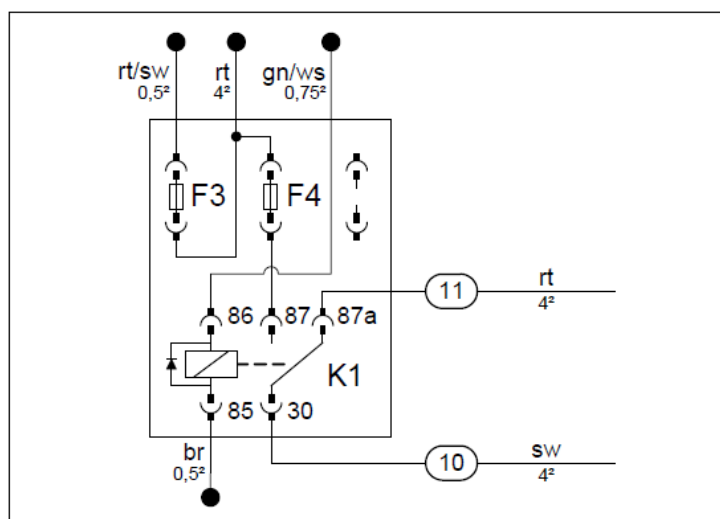 rt/sw
0,5²
rt
4²
gn/ws
0,75²
F3
F4
86
87
87a
11
rt
4²
K1
85
30
br
0,5²
10
sw
4²